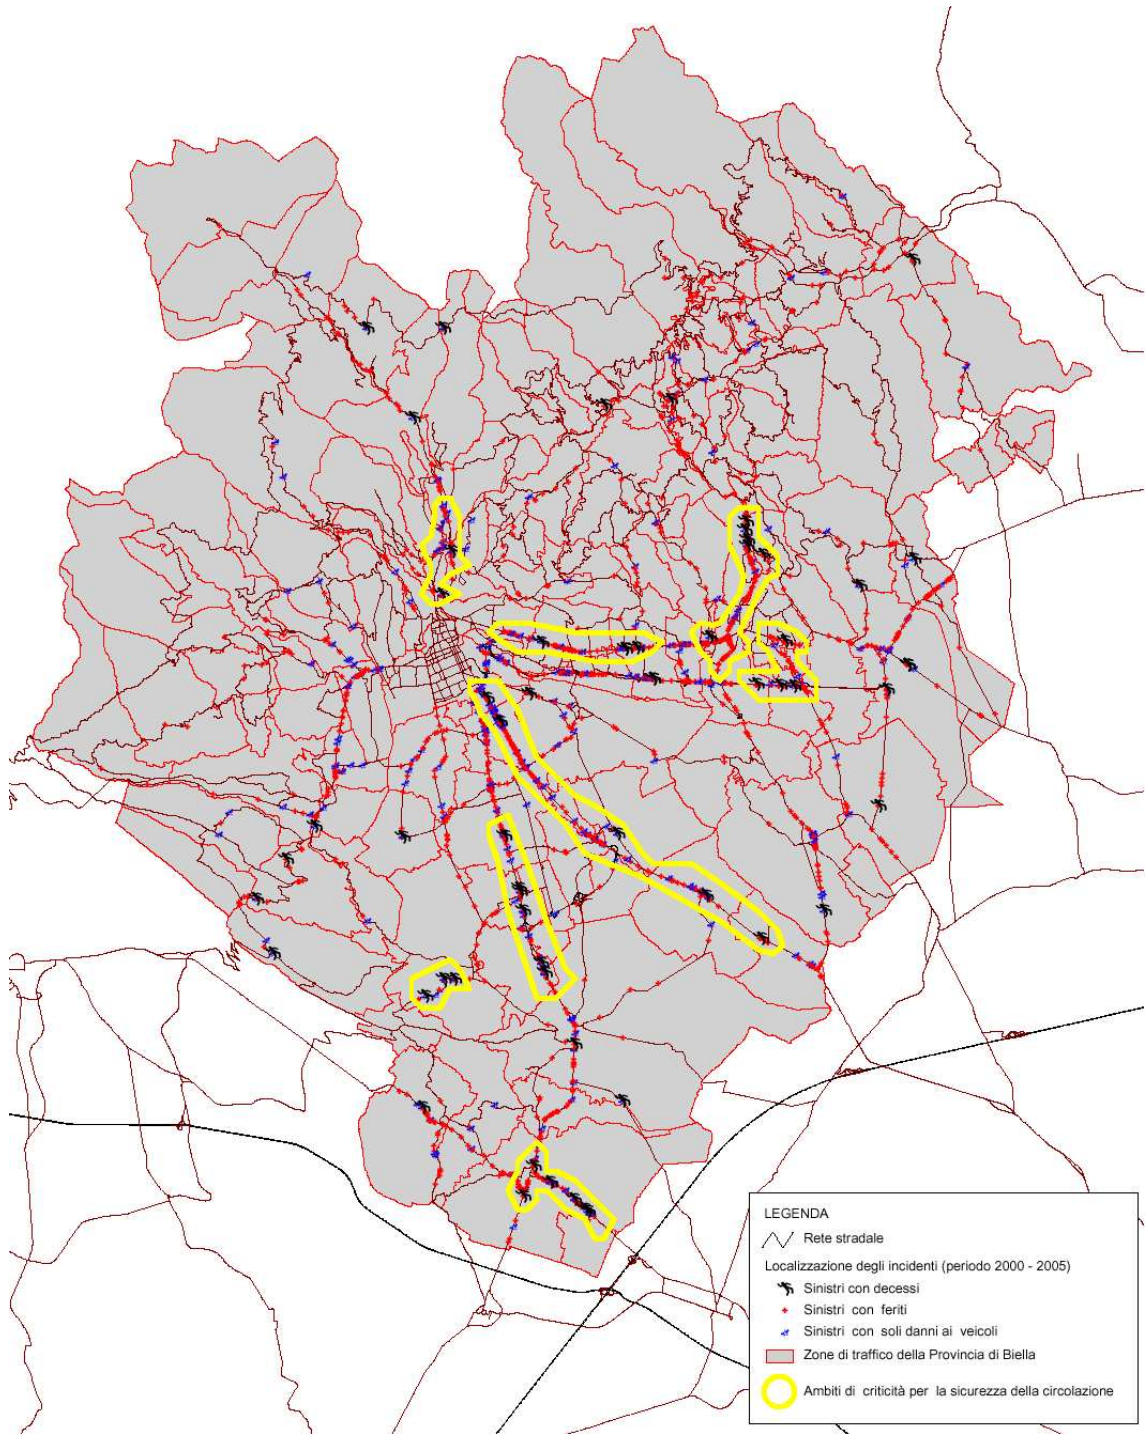 LEGENDA
Rete stradale
Localizzazione degli incidenti (periodo 2000 - 2005)
Sinistri con decessi
Sinistri con feriti
Sinistri con soli danni ai veicoli
Zone di traffico della Provincia di Biella
Ambiti di criticità per la sicurezza della circolazione